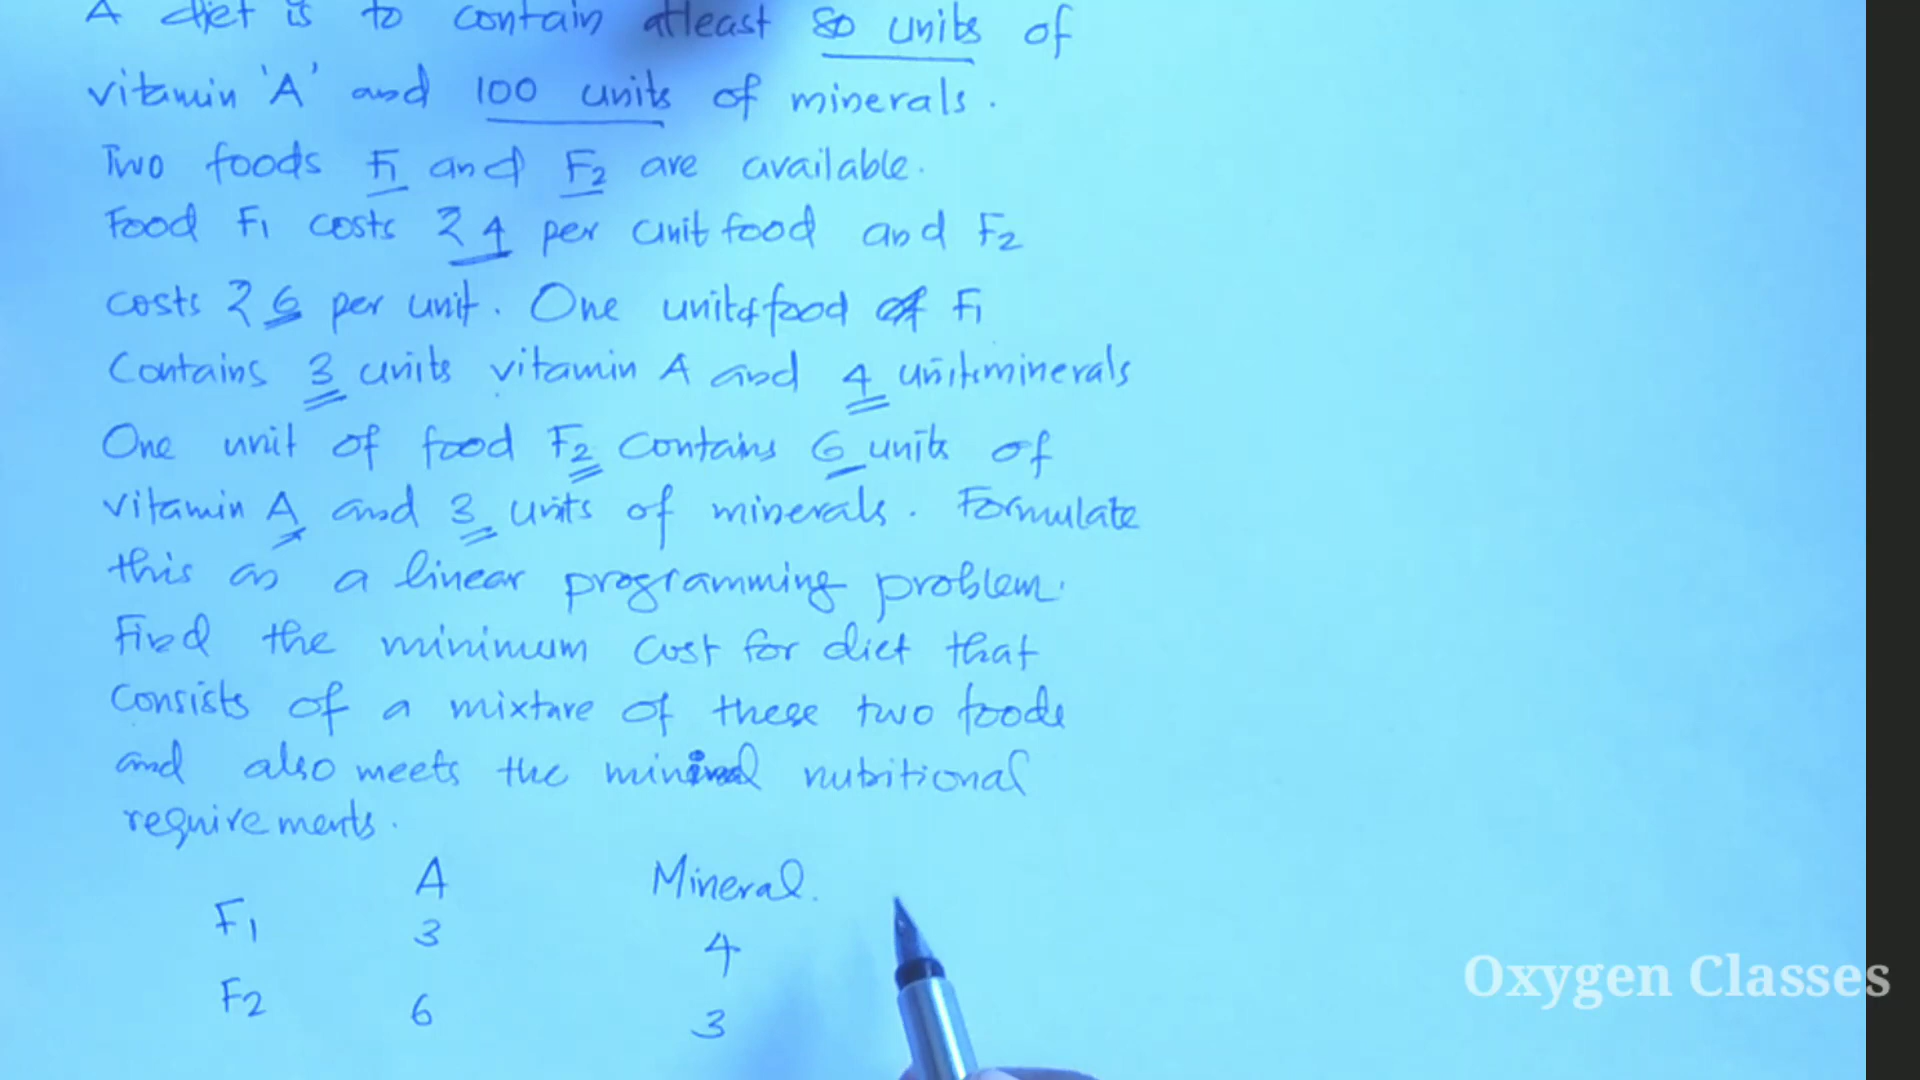 A diet is to contain atleast 80 units of
vitamin 'A' and 100 units of minerals.
Two foods F1 and F2 are available.
Food F1 costs ₹ 4 per unit food and F2
costs ₹ 6 per unit. One unit of food F1
contains 3 units vitamin A and 4 units minerals
One unit of food F2 contains 6 units of
vitamin A and 3 units of minerals. Formulate
this as a linear programming problem.
Find the minimum cost for diet that
consists of a mixture of these two foods
and also meets the nutritional
requirements.
A Mineral.
F1 3 4
F2 6 3
Oxygen Classes